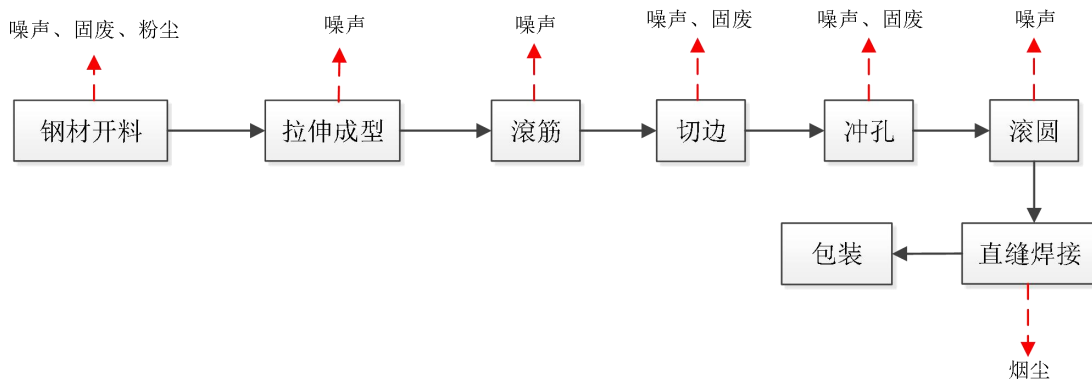 噪声、固废、粉尘
噪声
噪声
噪声、固废
噪声、固废
噪声
钢材开料
拉伸成型
滚筋
切边
冲孔
滚圆
包装
直缝焊接
烟尘